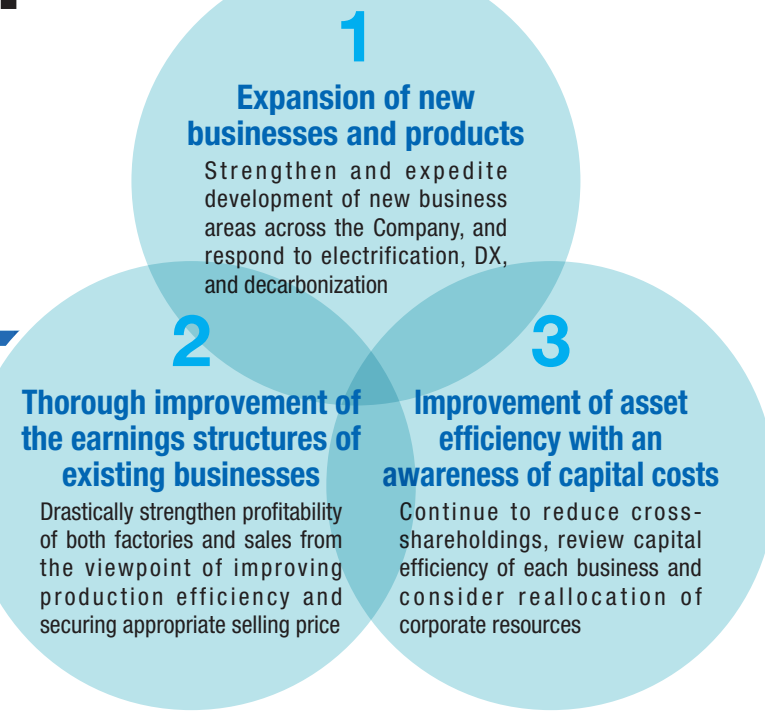 1
Expansion of new
businesses and products
Strengthen and expedite
development of new business
areas across the Company, and
respond to electrification, DX,
and decarbonization
2
Thorough improvement of
the earnings structures of
existing businesses
Drastically strengthen profitability
of both factories and sales from
the viewpoint of improving
production efficiency and
securing appropriate selling price
3
Improvement of asset
efficiency with an
awareness of capital costs
Continue to reduce cross-
shareholdings, review capital
efficiency of each business and
consider reallocation of
corporate resources